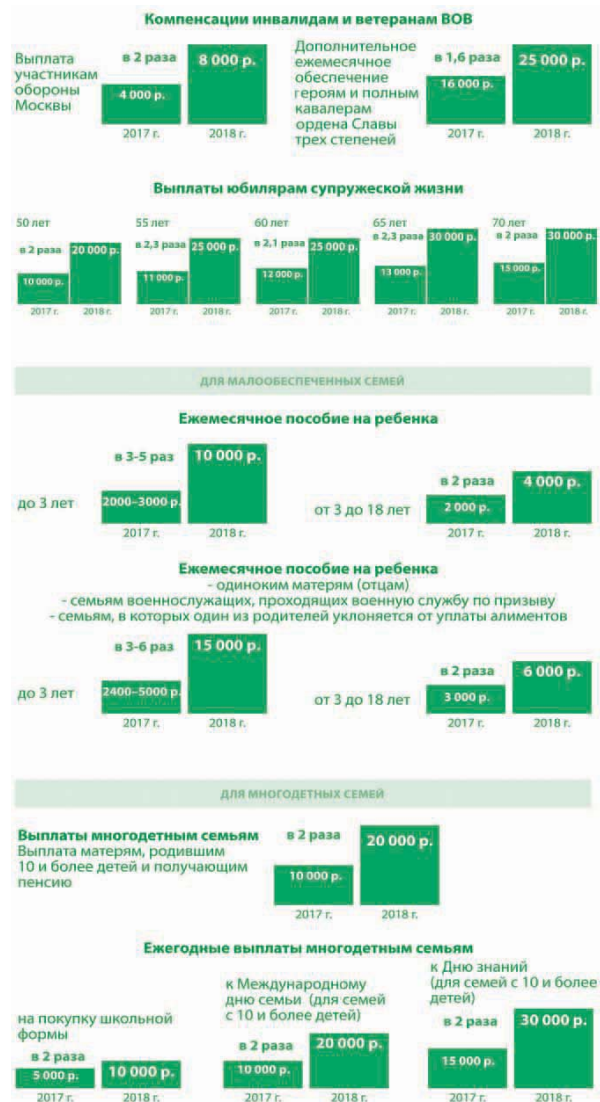 Компенсации инвалидам и ветеранам ВОВ
Выплата
участникам
обороны
Москвы
в 2 раза
8 000 р.
4 000 р.
2017 г.
2018 г.
Дополнительное
ежемесячное
обеспечение
героям и полным
кавалерам
ордена Славы
трех степеней
в 1,6 раза
25 000 р.
16 000 р.
2017 г.
2018 г.
Выплаты юбилярам супружеской жизни
50 лет
в 2 раза
20 000 р.
10 000 р.
2017 г.
2018 г.
55 лет
в 2,3 раза
25 000 р.
11 000 р.
2017 г.
2018 г.
60 лет
в 2,1 раза
25 000 р.
12 000 р.
2017 г.
2018 г.
65 лет
в 2,3 раза
30 000 р.
13 000 р.
2017 г.
2018 г.
70 лет
в 2 раза
30 000 р.
15 000 р.
2017 г.
2018 г.
ДЛЯ МАЛООБЕСПЕЧЕННЫХ СЕМЕЙ
Ежемесячное пособие на ребенка
до 3 лет
в 3-5 раз
10 000 р.
2000–3000 р.
2017 г.
2018 г.
от 3 до 18 лет
в 2 раза
4 000 р.
2 000 р.
2017 г.
2018 г.
Ежемесячное пособие на ребенка
- одиноким матерям (отцам)
- семьям военнослужащих, проходящих военную службу по призыву
- семьям, в которых один из родителей уклоняется от уплаты алиментов
до 3 лет
в 3-6 раз
15 000 р.
2400–5000 р.
2017 г.
2018 г.
от 3 до 18 лет
в 2 раза
6 000 р.
3 000 р.
2017 г.
2018 г.
ДЛЯ МНОГОДЕТНЫХ СЕМЕЙ
Выплаты многодетным семьям
Выплата матерям, родившим
10 и более детей и получающим
пенсию
в 2 раза
20 000 р.
10 000 р.
2017 г.
2018 г.
Ежегодные выплаты многодетным семьям
на покупку школьной
формы
в 2 раза
5 000 р.
10 000 р.
2017 г.
2018 г.
к Международному
дню семьи (для семей
с 10 и более детей)
в 2 раза
20 000 р.
10 000 р.
2017 г.
2018 г.
к Дню знаний
(для семей с 10 и более
детей)
в 2 раза
30 000 р.
15 000 р.
2017 г.
2018 г.